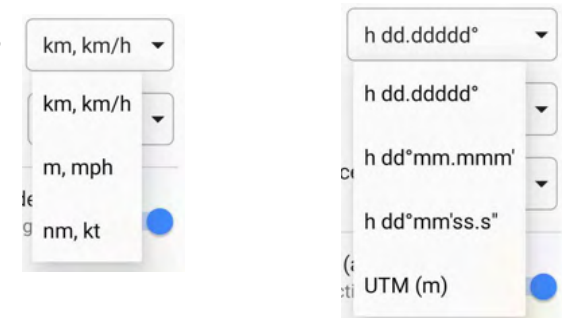 km, km/h
km, km/h
m, mph
nm, kt
h dd.ddddd°
h dd.ddddd°
h dd°mm.mmm'
h dd°mm'ss.s"
UTM (m)